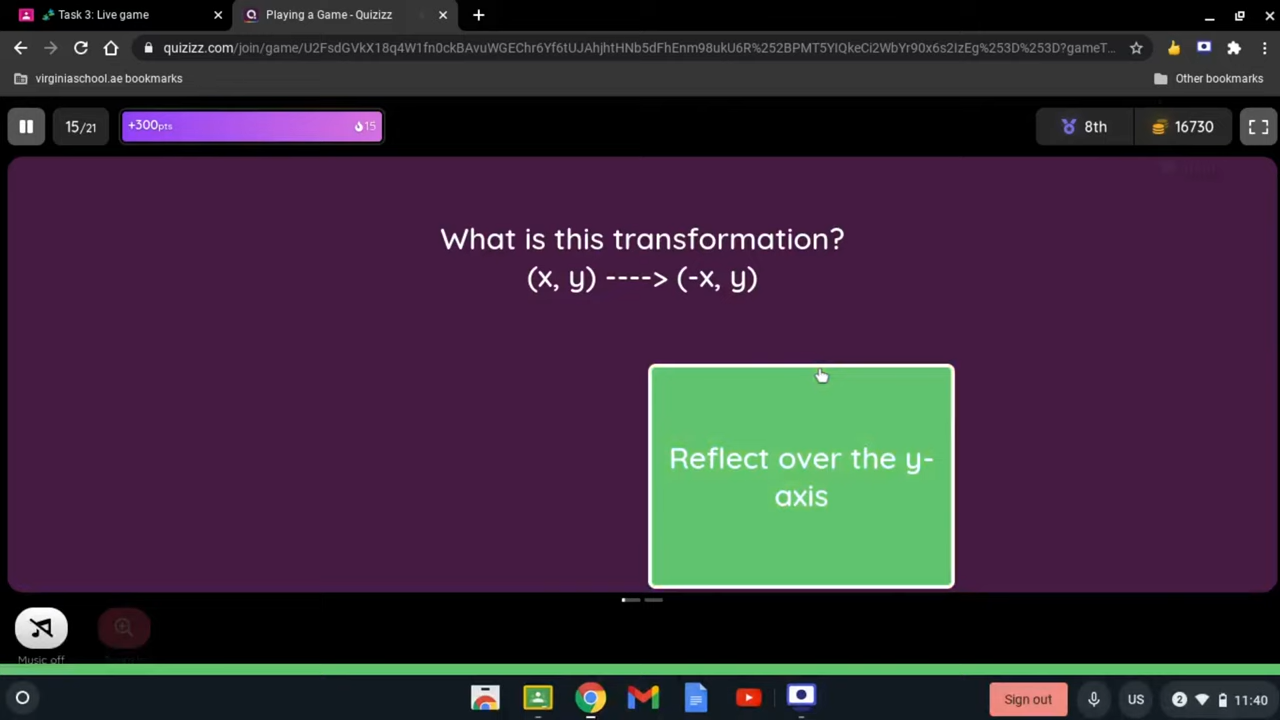 Task 3: Live game
Playing a Game - Quizizz
quizizz.com/join/game/U2FsdGVkX18q4W1fn0ckBAvuWGEChr6Yf6tUJAhjhtHNb5dFhEnm98ukU6R%252BPMT5YIQkeCi2WbYr90x6s2IzEg%253D%253D?gameT...
virginiaschool.ae bookmarks
Other bookmarks
15/21
+300pts
15
8th
16730
What is this transformation?
(x, y) ----> (-x, y)
Reflect over the y-
axis
Music off
Sign out
US
2
11:40